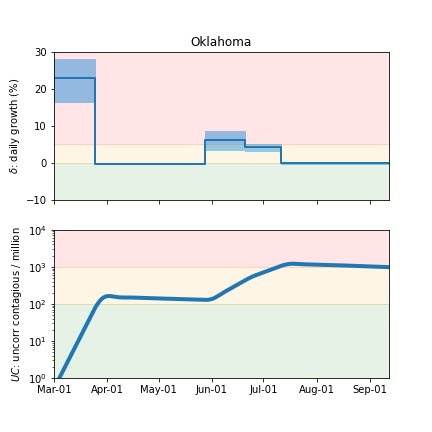 Oklahoma
δ: daily growth (%)
30
20
10
0
−10
UC: uncorr contagious / million
10⁴
10³
10²
10¹
10⁰
Mar-01 Apr-01 May-01 Jun-01 Jul-01 Aug-01 Sep-01